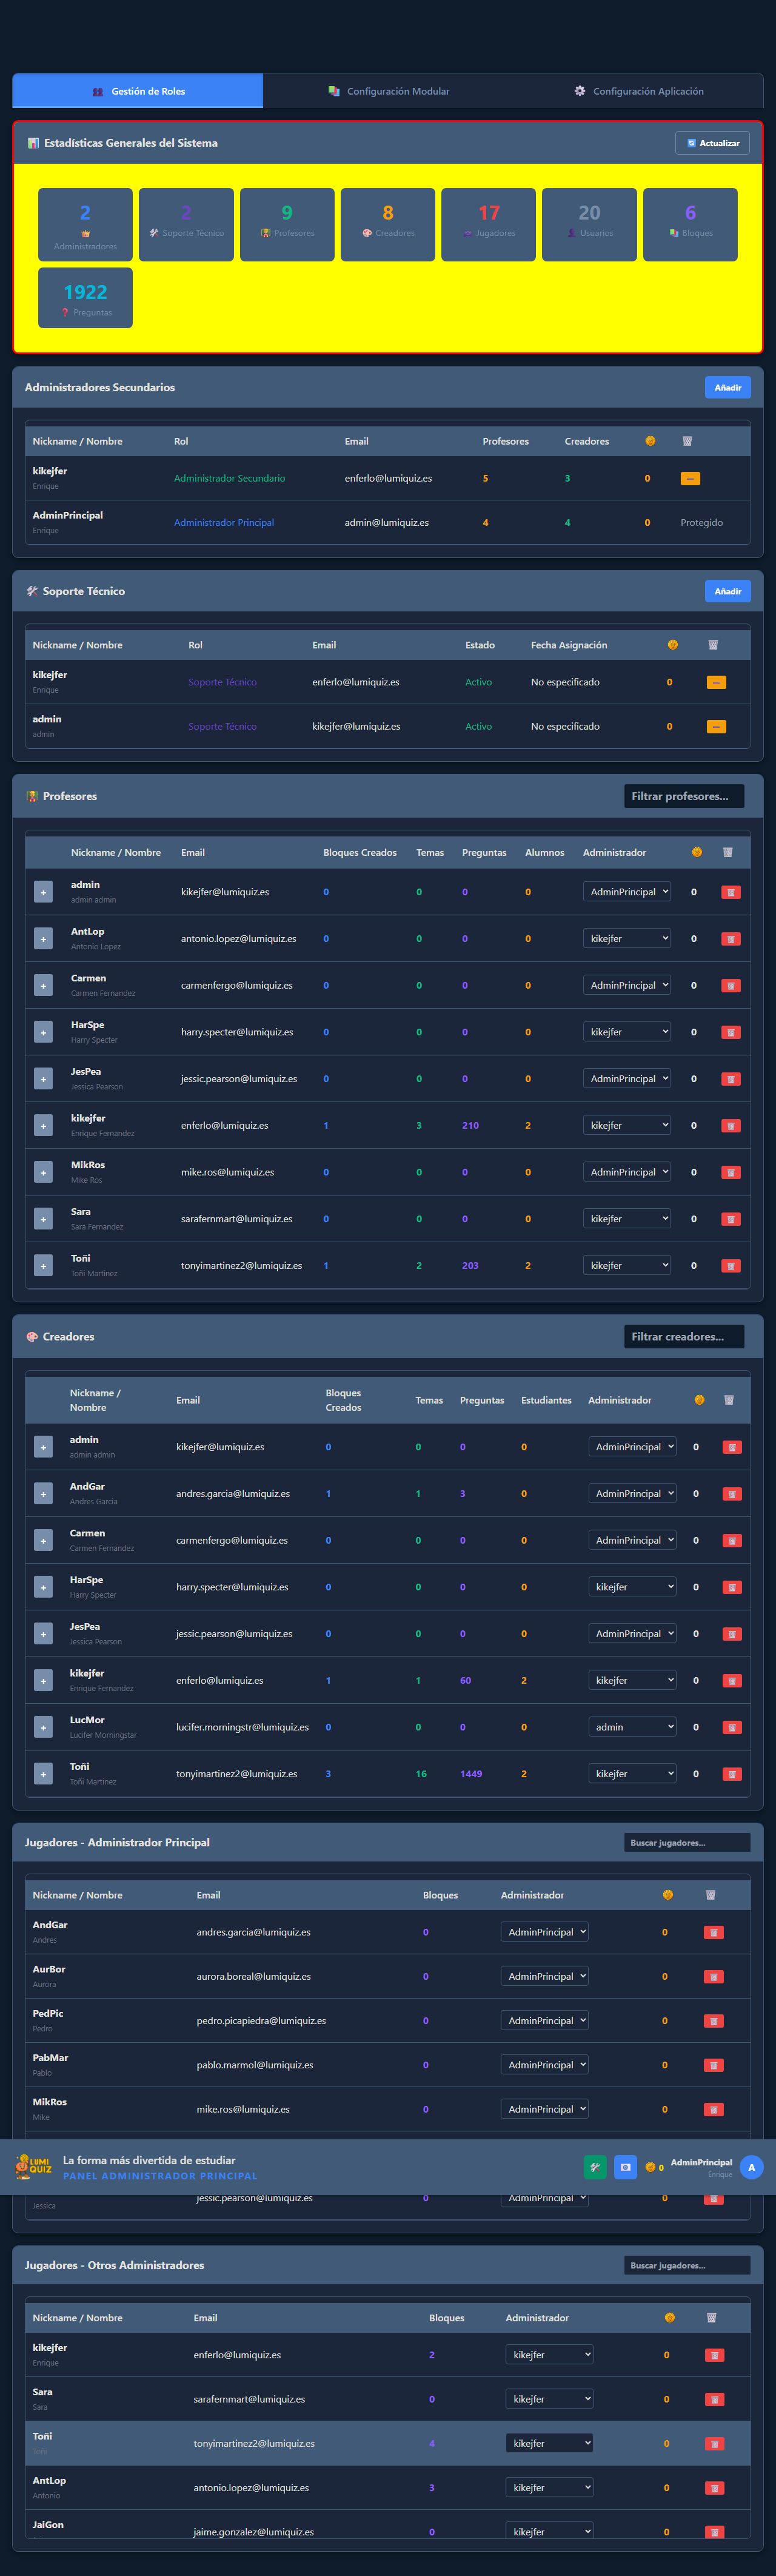 Gestión de Roles
Configuración Modular
Configuración Aplicación
Estadísticas Generales del Sistema
Actualizar
2 Administradores
2 Soporte Técnico
9 Profesores
8 Creadores
17 Jugadores
20 Usuarios
6 Bloques
1922 Preguntas
Administradores Secundarios
Añadir
Nickname / Nombre Rol Email Profesores Creadores
kikejfer Administrador Secundario enferlo@lumiquiz.es 5 3 0
Enrique
AdminPrincipal Administrador Principal admin@lumiquiz.es 4 4 0 Protegido
Enrique
Soporte Técnico
Añadir
Nickname / Nombre Rol Email Estado Fecha Asignación
kikejfer Soporte Técnico enferlo@lumiquiz.es Activo No especificado 0
Enrique
admin Soporte Técnico kikejfer@lumiquiz.es Activo No especificado 0
admin
Profesores
Filtrar profesores...
Nickname / Nombre Email Bloques Creados Temas Preguntas Alumnos Administrador
+ admin kikejfer@lumiquiz.es 0 0 0 0 AdminPrincipal 0
admin admin
+ AntLop antonio.lopez@lumiquiz.es 0 0 0 0 kikejfer 0
Antonio Lopez
+ Carmen carmenfergo@lumiquiz.es 0 0 0 0 AdminPrincipal 0
Carmen Fernandez
+ HarSpe harry.specter@lumiquiz.es 0 0 0 0 kikejfer 0
Harry Specter
+ JesPea jessic.pearson@lumiquiz.es 0 0 0 0 AdminPrincipal 0
Jessica Pearson
+ kikejfer enferlo@lumiquiz.es 1 3 210 2 kikejfer 0
Enrique Fernandez
+ MikRos mike.ros@lumiquiz.es 0 0 0 0 AdminPrincipal 0
Mike Ros
+ Sara sarafernmart@lumiquiz.es 0 0 0 0 kikejfer 0
Sara Fernandez
+ Toñi tonyimartinez2@lumiquiz.es 1 2 203 2 kikejfer 0
Toñi Martinez
Creadores
Filtrar creadores...
Nickname / Nombre Email Bloques Creados Temas Preguntas Estudiantes Administrador
+ admin kikejfer@lumiquiz.es 0 0 0 0 AdminPrincipal 0
admin admin
+ AndGar andres.garcia@lumiquiz.es 1 1 3 0 AdminPrincipal 0
Andres Garcia
+ Carmen carmenfergo@lumiquiz.es 0 0 0 0 AdminPrincipal 0
Carmen Fernandez
+ HarSpe harry.specter@lumiquiz.es 0 0 0 0 kikejfer 0
Harry Specter
+ JesPea jessic.pearson@lumiquiz.es 0 0 0 0 AdminPrincipal 0
Jessica Pearson
+ kikejfer enferlo@lumiquiz.es 1 1 60 2 kikejfer 0
Enrique Fernandez
+ LucMor lucifer.morningstr@lumiquiz.es 0 0 0 0 admin 0
Lucifer Morningstar
+ Toñi tonyimartinez2@lumiquiz.es 3 16 1449 2 kikejfer 0
Toñi Martinez
Jugadores - Administrador Principal
Buscar jugadores...
Nickname / Nombre Email Bloques Administrador
AndGar andres.garcia@lumiquiz.es 0 AdminPrincipal 0
Andres
AurBor aurora.boreal@lumiquiz.es 0 AdminPrincipal 0
Aurora
PedPic pedro.picapiedra@lumiquiz.es 0 AdminPrincipal 0
Pedro
PabMar pablo.marmol@lumiquiz.es 0 AdminPrincipal 0
Pablo
MikRos mike.ros@lumiquiz.es 0 AdminPrincipal 0
Mike
LUMI QUIZ
La forma más divertida de estudiar
PANEL ADMINISTRADOR PRINCIPAL
0 AdminPrincipal A
Enrique
jessic.pearson@lumiquiz.es 0 AdminPrincipal 0
Jessica
Jugadores - Otros Administradores
Buscar jugadores...
Nickname / Nombre Email Bloques Administrador
kikejfer enferlo@lumiquiz.es 2 kikejfer 0
Enrique
Sara sarafernmart@lumiquiz.es 0 kikejfer 0
Sara
Toñi tonyimartinez2@lumiquiz.es 4 kikejfer 0
Toñi
AntLop antonio.lopez@lumiquiz.es 3 kikejfer 0
Antonio
JaiGon jaime.gonzalez@lumiquiz.es 0 kikejfer 0